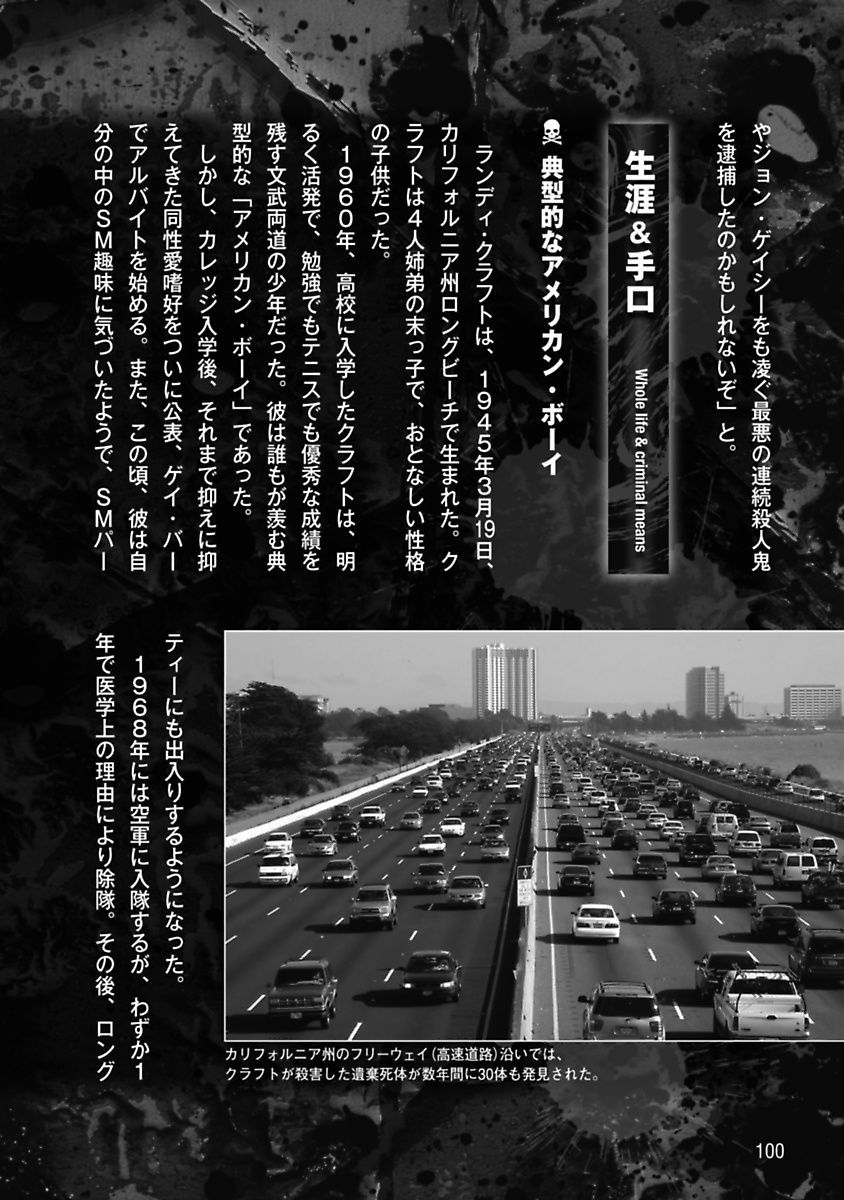 やジョン・ゲイシーをも凌ぐ最悪の連続殺人鬼
を逮捕したのかもしれないぞ」と。
生涯&手口
Whole life & criminal means
典型的なアメリカン・ボーイ
ランディ・クラフトは、1945年3月19日、
カリフォルニア州ロングビーチで生まれた。ク
ラフトは4人姉弟の末っ子で、おとなしい性格
の子供だった。
1960年、高校に入学したクラフトは、明
るく活発で、勉強でもテニスでも優秀な成績を
残す文武両道の少年だった。彼は誰もが羨む典
型的な「アメリカン・ボーイ」であった。
しかし、カレッジ入学後、それまで抑えに抑
えてきた同性愛嗜好をついに公表、ゲイ・バー
でアルバイトを始める。また、この頃、彼は自
分の中のSM趣味に気づいたようで、SMパー
ティーにも出入りするようになった。
1968年には空軍に入隊するが、わずか1
年で医学上の理由により除隊。その後、ロング
カリフォルニア州のフリーウェイ(高速道路)沿いでは、
クラフトが殺害した遺棄死体が数年間に30体も発見された。
100